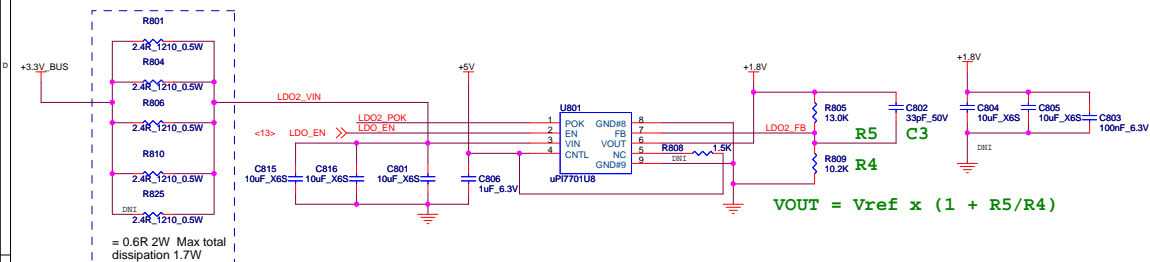 R801
2.4R_1210_0.5W
R804
2.4R_1210_0.5W
R806
2.4R_1210_0.5W
R810
2.4R_1210_0.5W
R825
DNI
2.4R_1210_0.5W
= 0.6R 2W Max total
dissipation 1.7W
D
+3.3V_BUS
LDO2_VIN
<13> LDO_EN
LDO2_POK
LDO_EN
+5V
C815
10uF_X6S
C816
10uF_X6S
C801
10uF_X6S
C806
1uF_6.3V
U801
1 POK GND#8 8
2 EN FB 7
3 VIN VOUT 6
4 CNTL NC 5
GND#9 9
uPI7701U8
R808 1.5K
DNI
+1.8V
LDO2_FB
R805
13.0K
R5
C802
33pF_50V
C3
R809
10.2K
R4
VOUT = Vref x (1 + R5/R4)
+1.8V
C804
10uF_X6S
C805
10uF_X6S
C803
100nF_6.3V
DNI